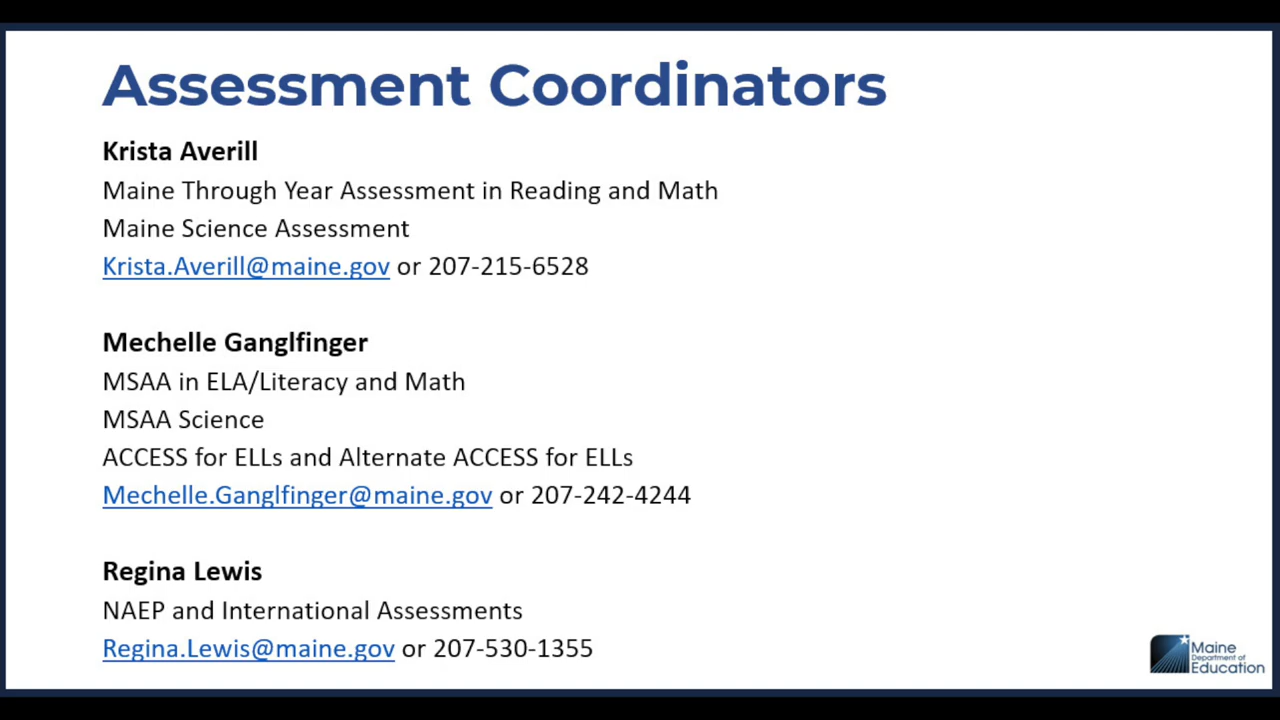 Assessment Coordinators
Krista Averill
Maine Through Year Assessment in Reading and Math
Maine Science Assessment
Krista.Averill@maine.gov or 207-215-6528
Mechelle Ganglfinger
MSAA in ELA/Literacy and Math
MSAA Science
ACCESS for ELLs and Alternate ACCESS for ELLs
Mechelle.Ganglfinger@maine.gov or 207-242-4244
Regina Lewis
NAEP and International Assessments
Regina.Lewis@maine.gov or 207-530-1355
Maine
Department of
Education